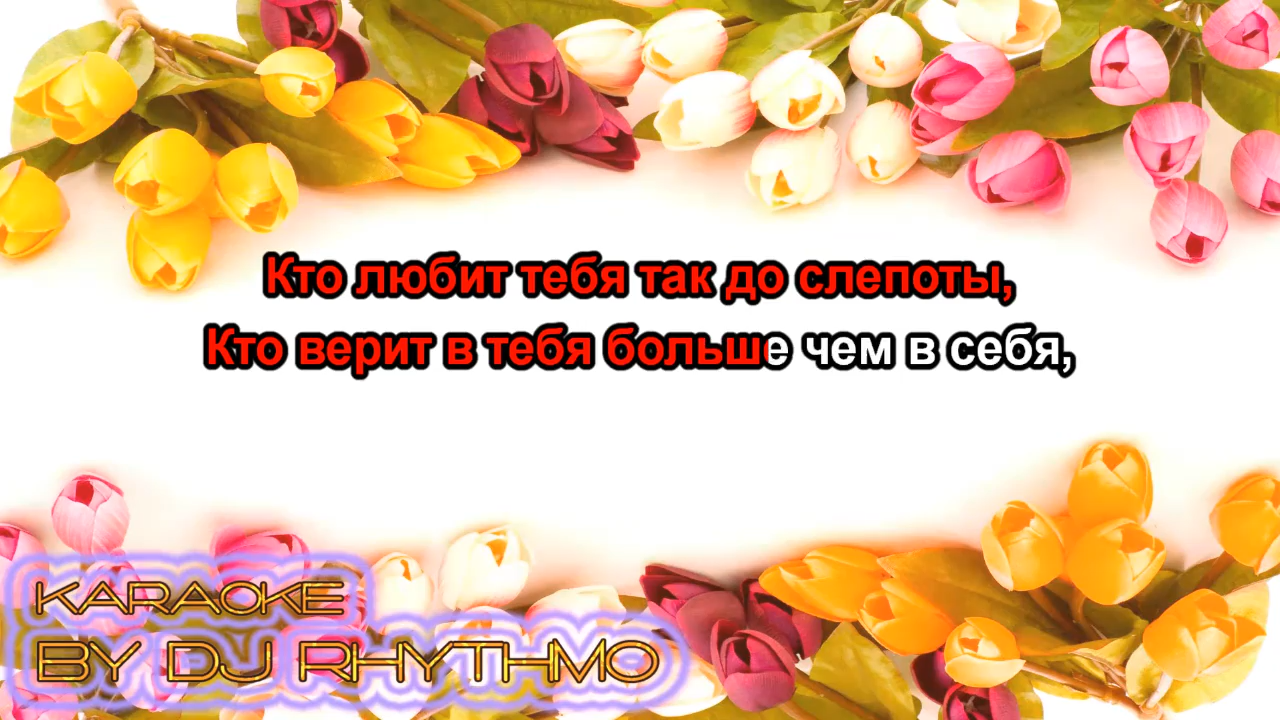 Кто любит тебя так до слепоты,
Кто верит в тебя больше чем в себя,
KARAOKE
BY DJ RHYTHMO